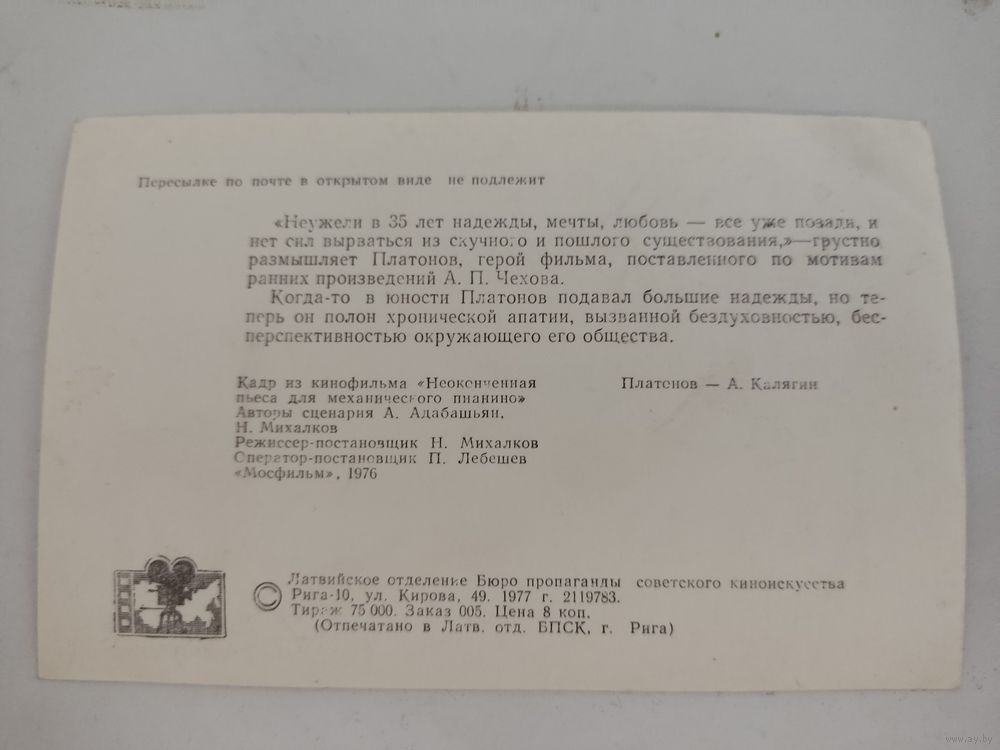 Пересылке по почте в открытом виде не подлежит
«Неужели в 35 лет надежды, мечты, любовь — все уже позади, и
нет сил вырваться из скучного и пошлого существования,»—грустно
размышляет Платонов, герой фильма, поставленного по мотивам
ранних произведений А. П. Чехова.
Когда-то в юности Платонов подавал большие надежды, но те-
перь он полон хронической апатии, вызванной бездуховностью, бес-
перспективностью окружающего его общества.
Кадр из кинофильма «Неоконченная
пьеса для механического пианино»
Авторы сценария А. Адабашьян,
Н. Михалков
Режиссер-постановщик Н. Михалков
Оператор-постановщик П. Лебешев
«Мосфильм», 1976
Платонов — А. Калягин
© Латвийское отделение Бюро пропаганды советского киноискусства
Рига-10, ул. Кирова, 49. 1977 г. 2119783.
Тираж 75 000. Заказ 005. Цена 8 коп.
(Отпечатано в Латв. отд. БПСК, г. Рига)
www.ay.by